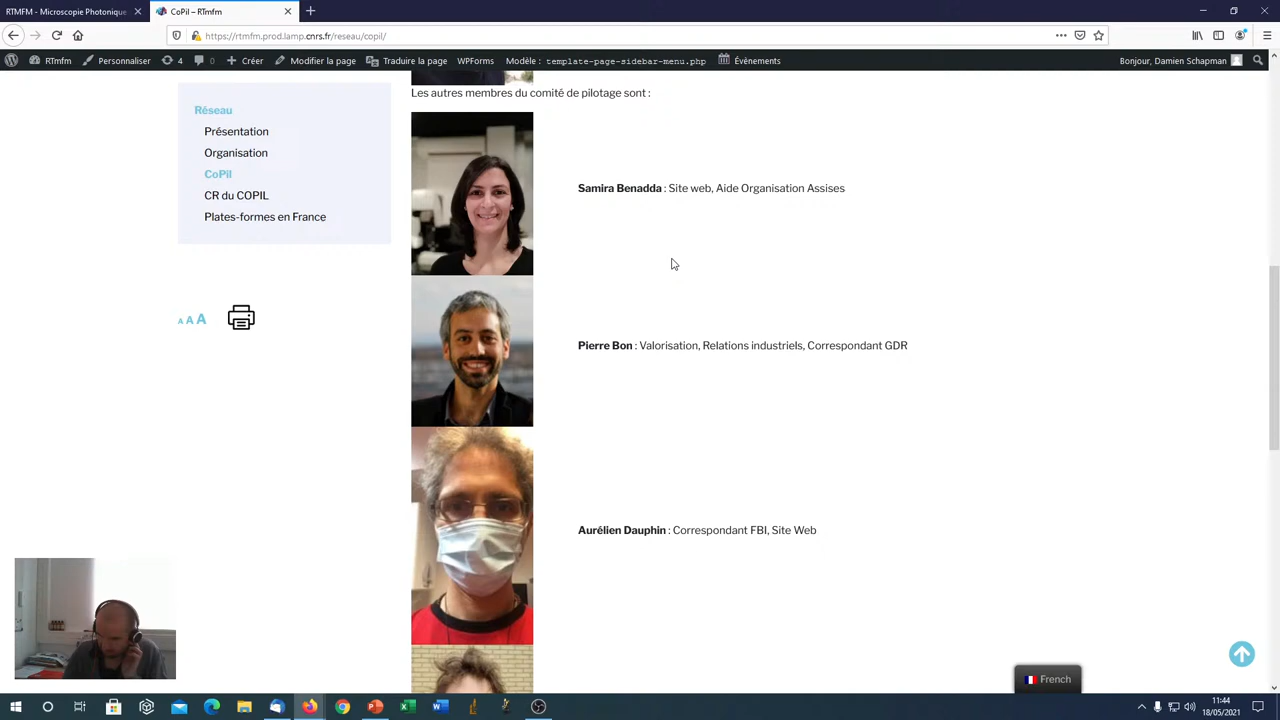 RTMFM – Microscopie Photonique
CoPil – RTmfm
https://rtmfm.prod.lamp.cnrs.fr/reseau/copil/
RTmfm
Personnaliser
4
0
Créer
Modifier la page
Traduire la page
WPForms
Modèle : template-page-sidebar-menu.php
Évènements
Bonjour, Damien Schapman
Réseau
Présentation
Organisation
CoPil
CR du COPIL
Plates-formes en France
A A A
Les autres membres du comité de pilotage sont :
Samira Benadda : Site web, Aide Organisation Assises
Pierre Bon : Valorisation, Relations industriels, Correspondant GDR
Aurélien Dauphin : Correspondant FBI, Site Web
French
11:44
18/05/2021